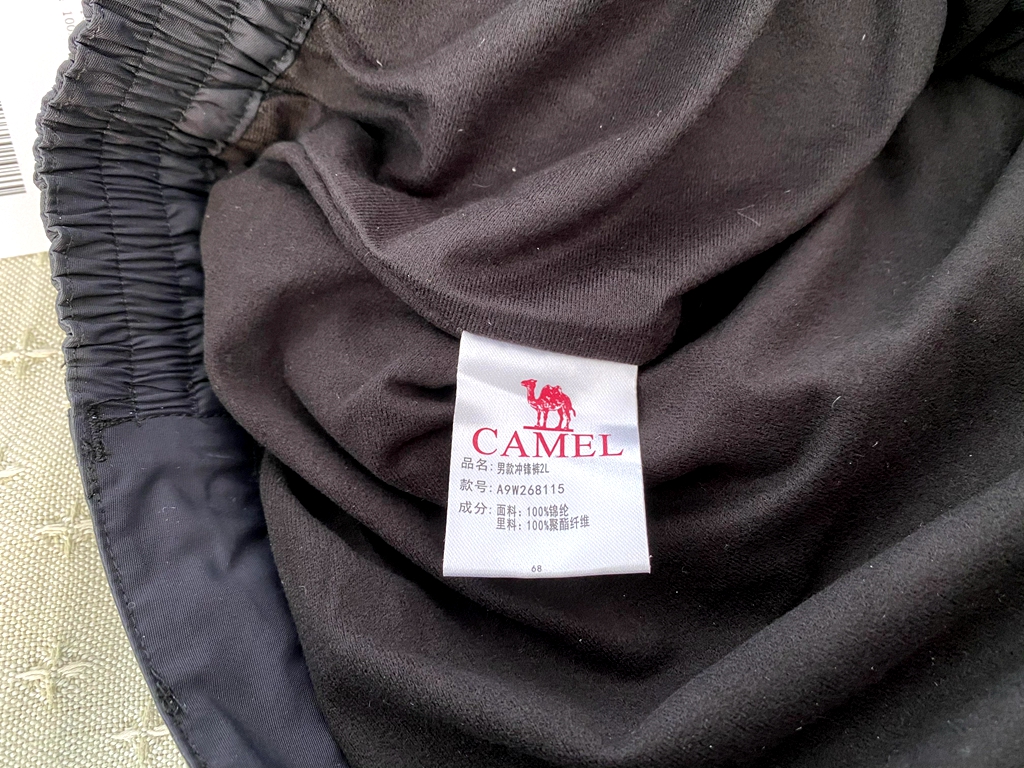 CAMEL
品名: 男款冲锋裤2L
款号: A9W268115
成分: 面料: 100%锦纶
里料: 100%聚酯纤维
68